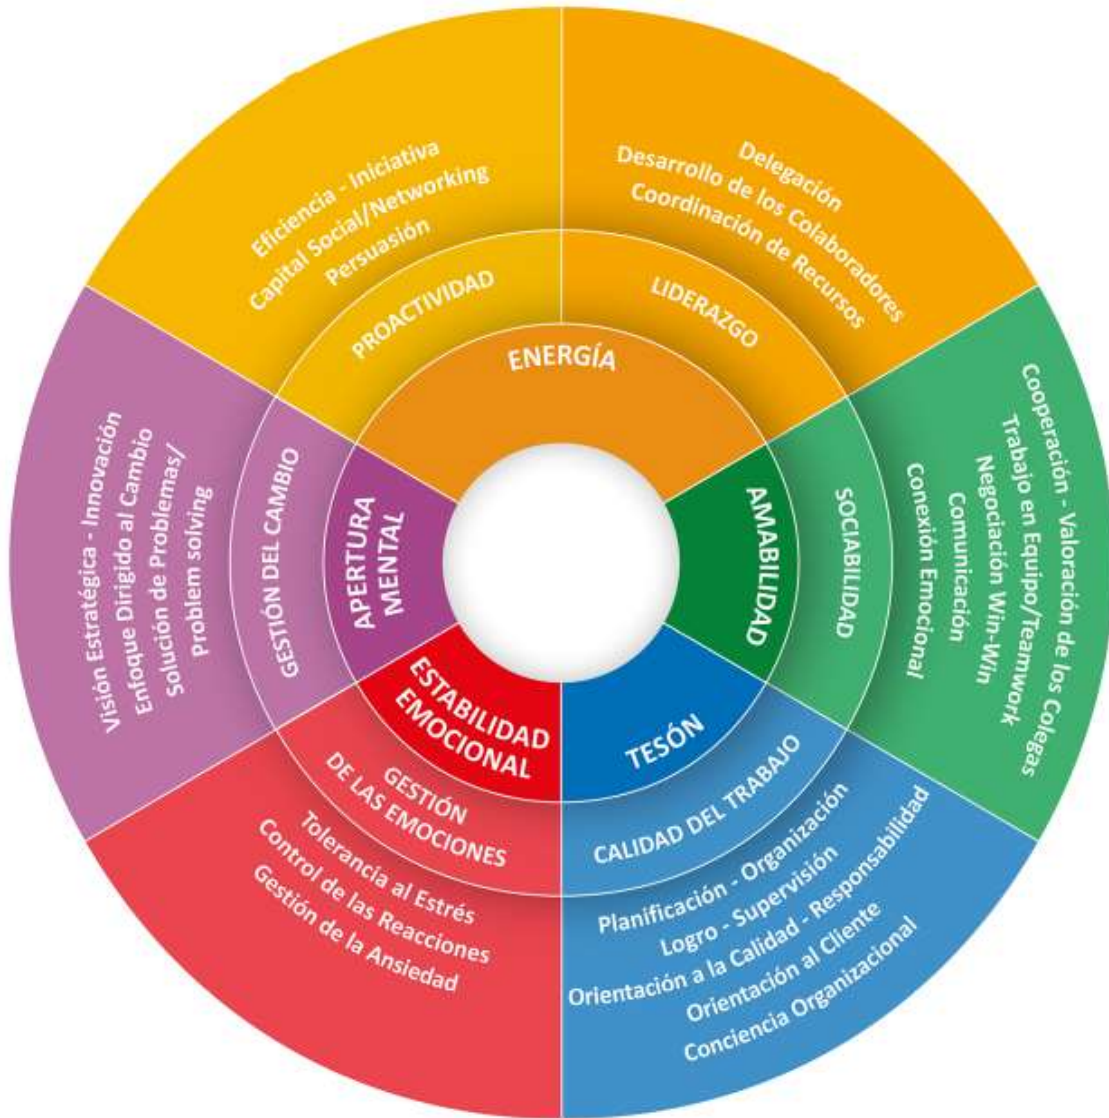 Eficiencia - Iniciativa
Capital Social/Networking
Persuasión
PROACTIVIDAD
Delegación
Desarrollo de los Colaboradores
Coordinación de Recursos
LIDERAZGO
ENERGÍA
Cooperación - Valoración de los Colegas
Trabajo en Equipo/Teamwork
Negociación Win-Win
Comunicación
Conexión Emocional
SOCIABILIDAD
AMABILIDAD
TESÓN
CALIDAD DEL TRABAJO
Planificación - Organización
Logro - Supervisión
Orientación a la Calidad - Responsabilidad
Orientación al Cliente
Conciencia Organizacional
ESTABILIDAD
EMOCIONAL
GESTIÓN
DE LAS EMOCIONES
Tolerancia al Estrés
Control de las Reacciones
Gestión de la Ansiedad
APERTURA
MENTAL
GESTIÓN DEL CAMBIO
Visión Estratégica - Innovación
Enfoque Dirigido al Cambio
Solución de Problemas/
Problem solving